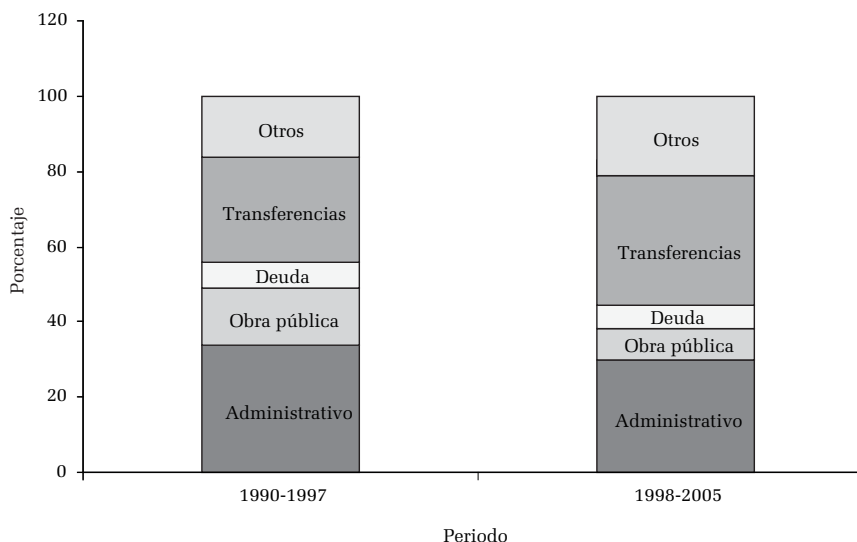 120
100
80
60
40
20
0
Porcentaje
Otros
Transferencias
Deuda
Obra pública
Administrativo
Otros
Transferencias
Deuda
Obra pública
Administrativo
1990-1997
1998-2005
Periodo